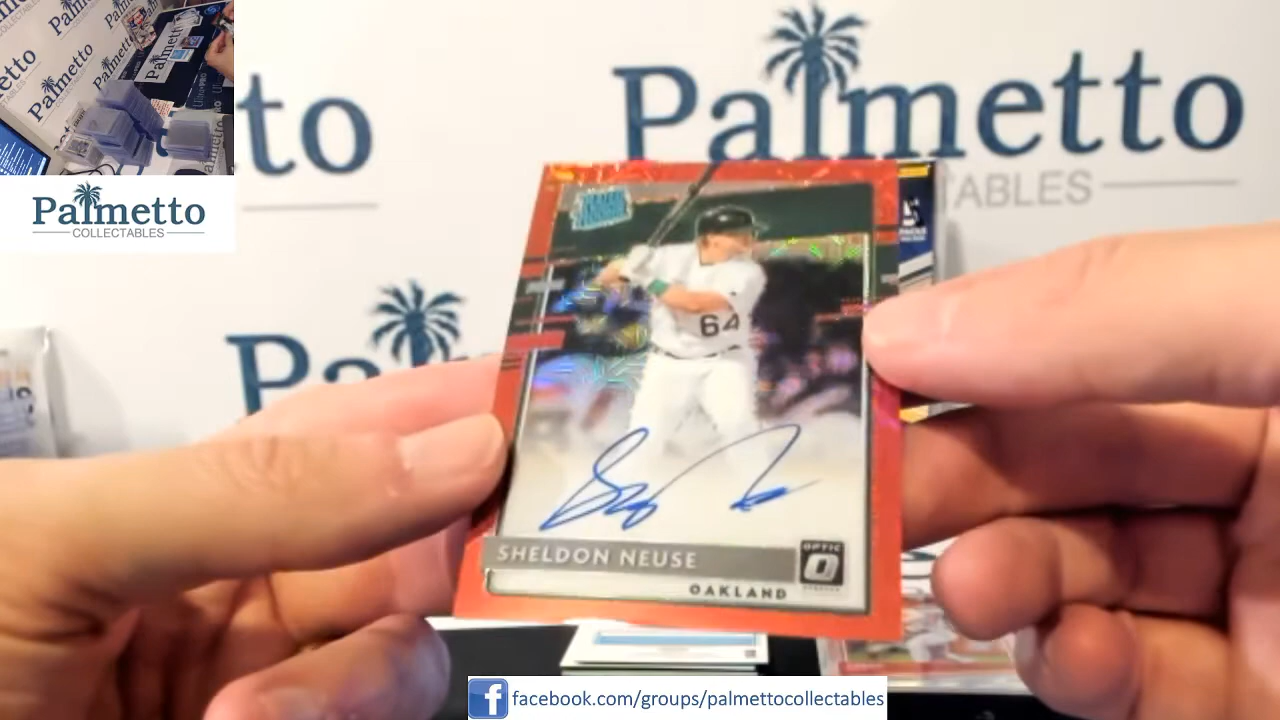 Palmetto
COLLECTABLES
to
Palmetto
TABLES
Pa
RATED ROOKIE
64
SHELDON NEUSE
OPTIC
OAKLAND
facebook.com/groups/palmettocollectables